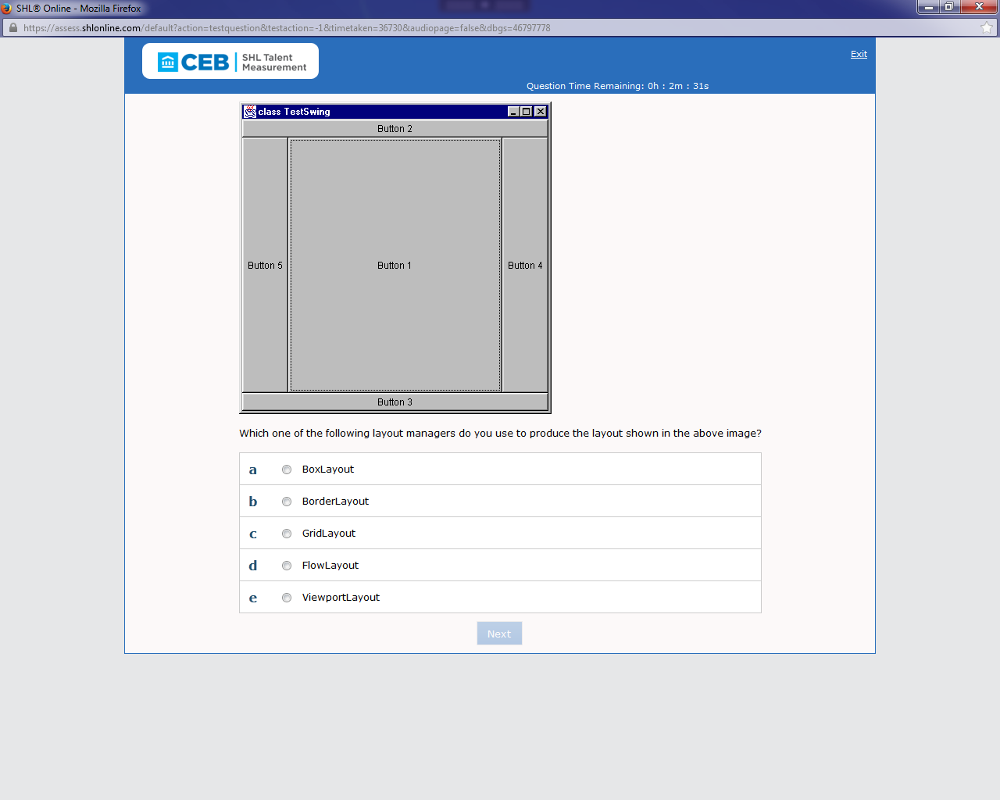 SHL® Online - Mozilla Firefox
https://assess.shlonline.com/default?action=testquestion&testaction=-1&timetaken=36730&audiopage=false&dbgs=46797778
CEB SHL Talent Measurement
Exit
Question Time Remaining: 0h : 2m : 31s
class TestSwing
Button 2
Button 5 Button 1 Button 4
Button 3
Which one of the following layout managers do you use to produce the layout shown in the above image?
a BoxLayout
b BorderLayout
c GridLayout
d FlowLayout
e ViewportLayout
Next